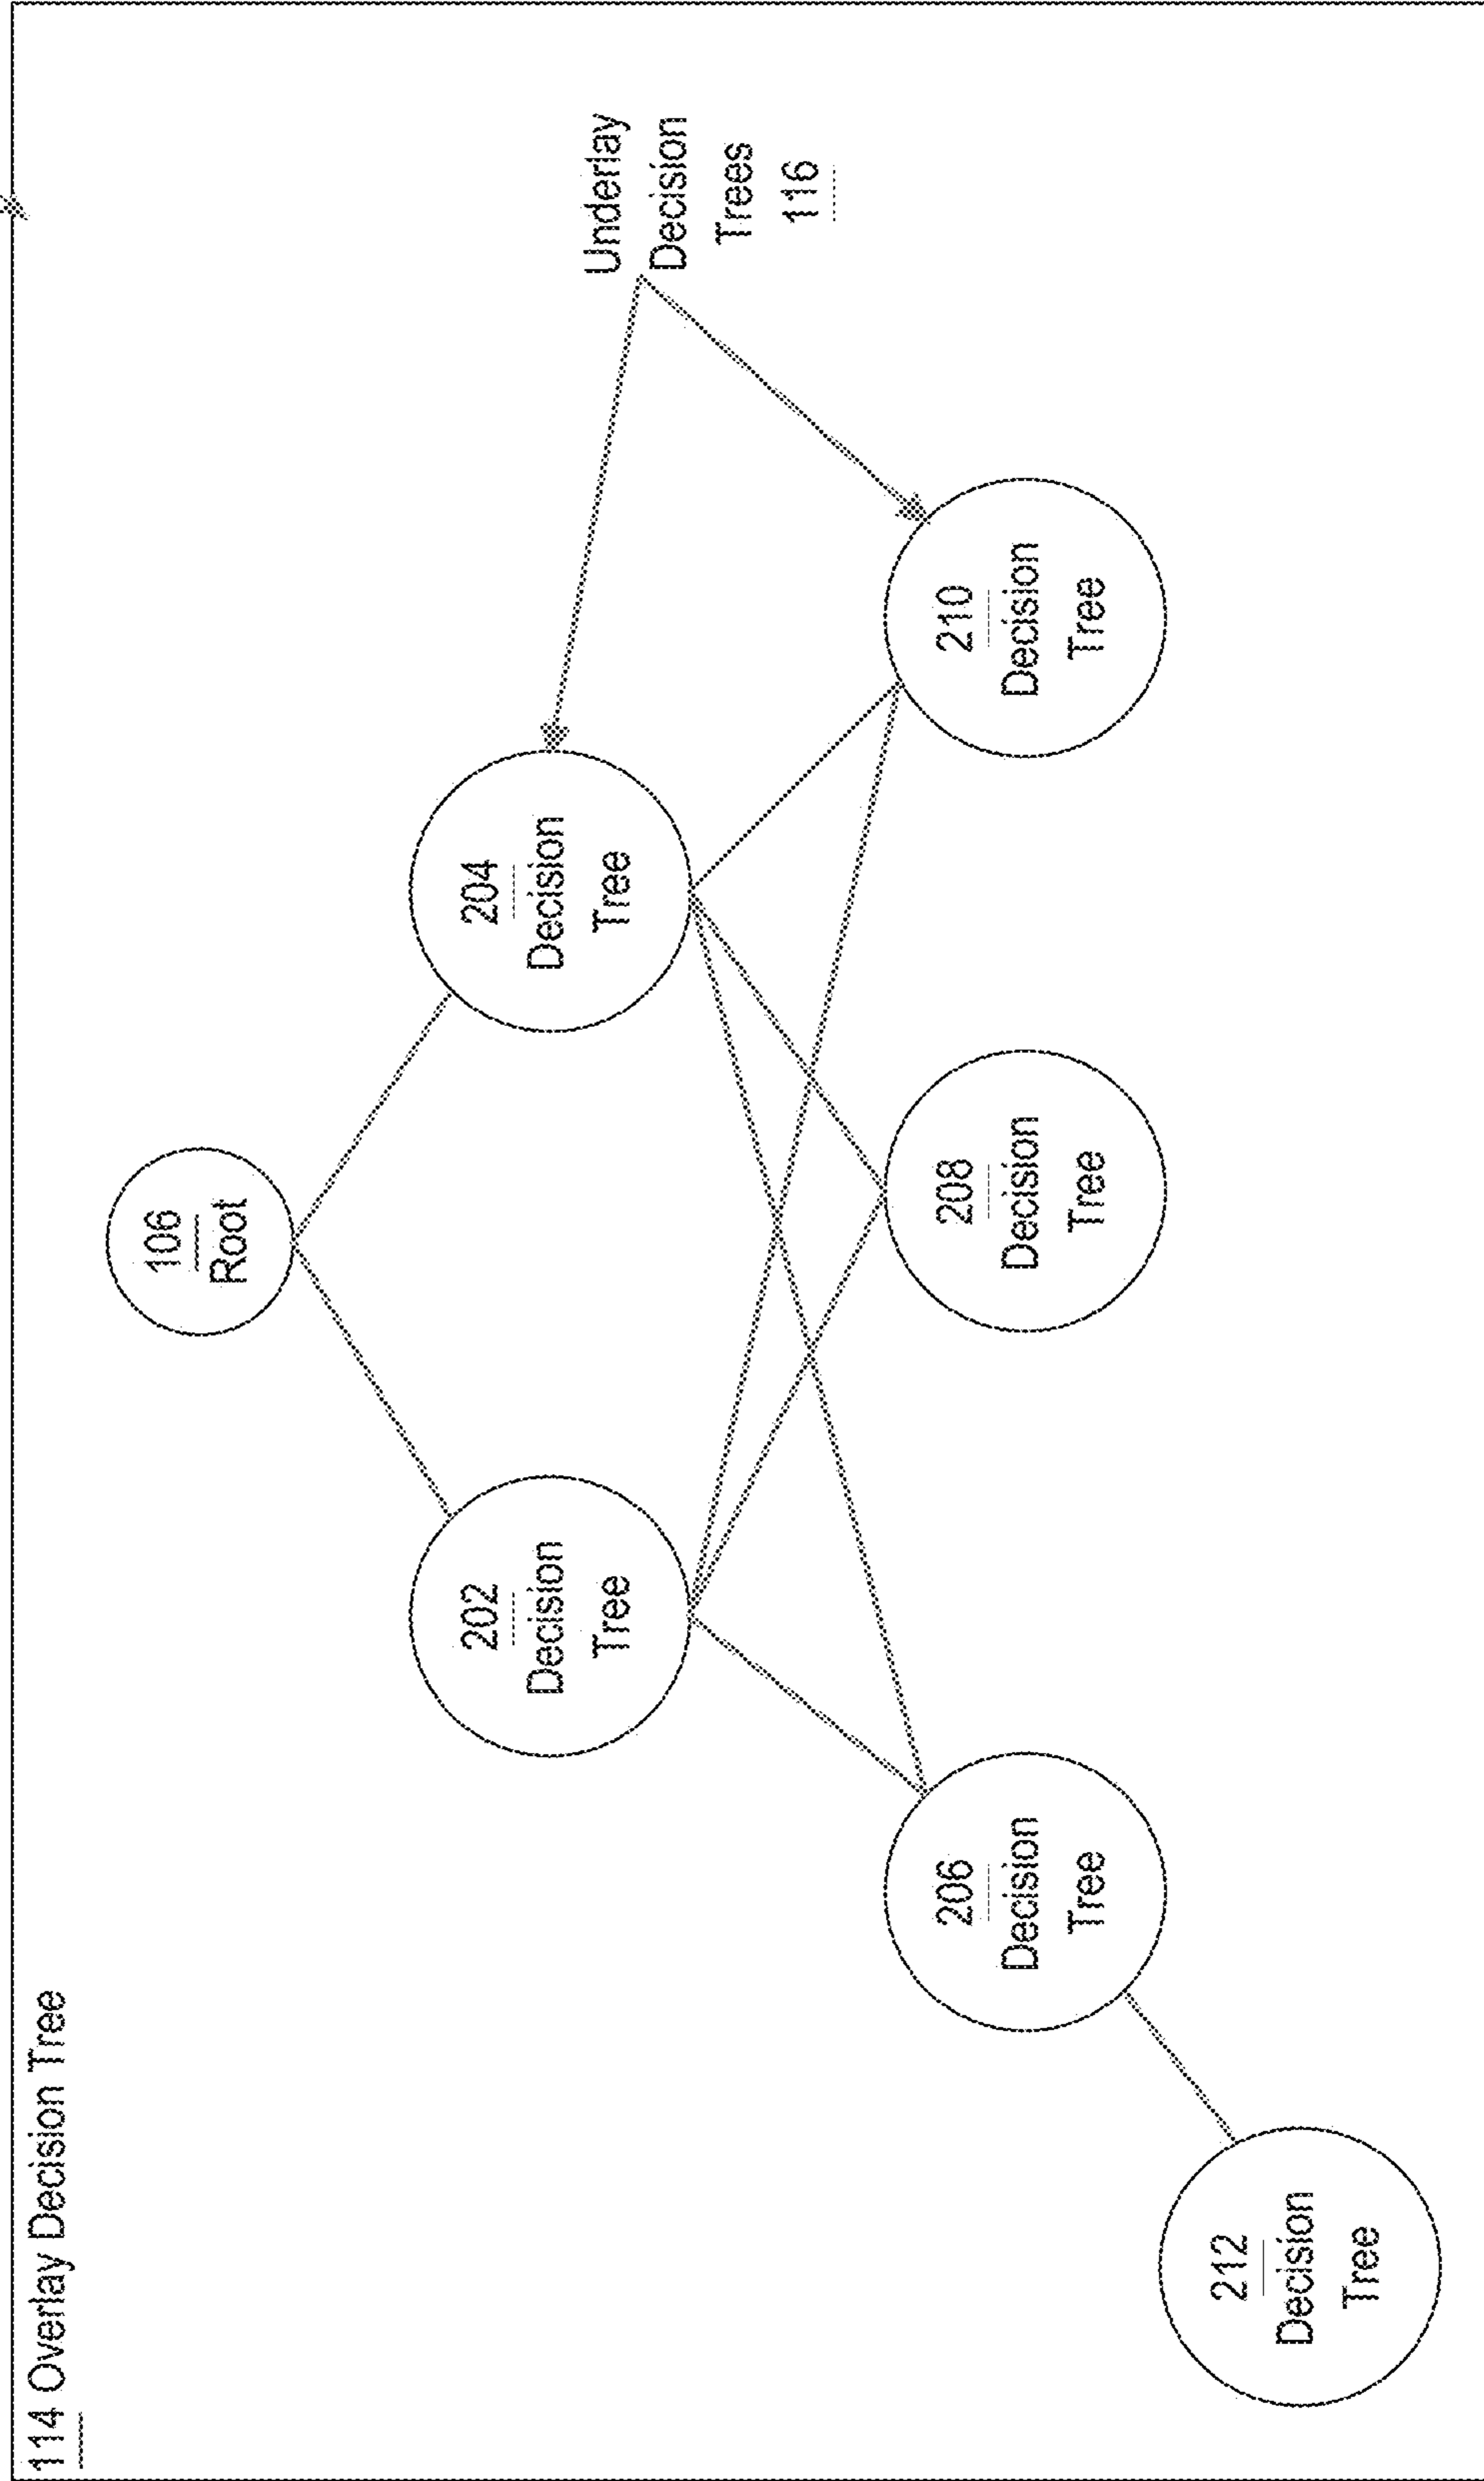 114 Overlay Decision Tree
106
Root
202
Decision
Tree
204
Decision
Tree
Underlay
Decision
Trees
116
206
Decision
Tree
208
Decision
Tree
210
Decision
Tree
212
Decision
Tree